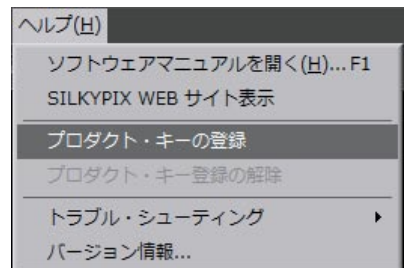 ヘルプ(H)
ソフトウェアマニュアルを開く(H)... F1
SILKYPIX WEB サイト表示
プロダクト・キーの登録
プロダクト・キー登録の解除
トラブル・シューティング
バージョン情報...